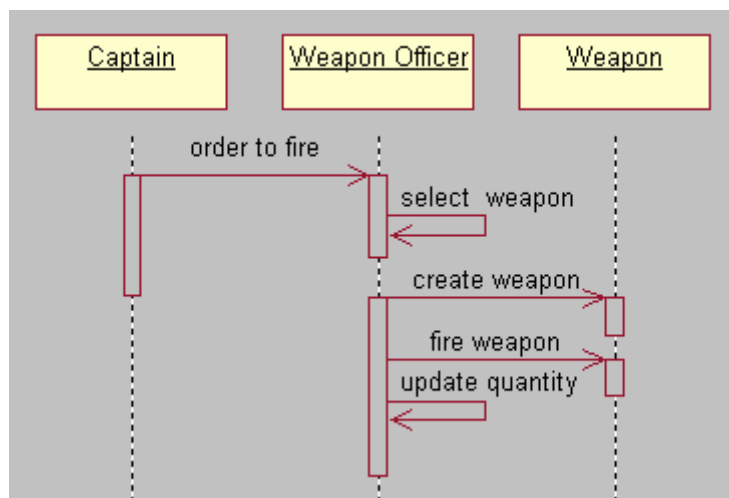 Captain
Weapon Officer
Weapon
order to fire
select weapon
create weapon
fire weapon
update quantity